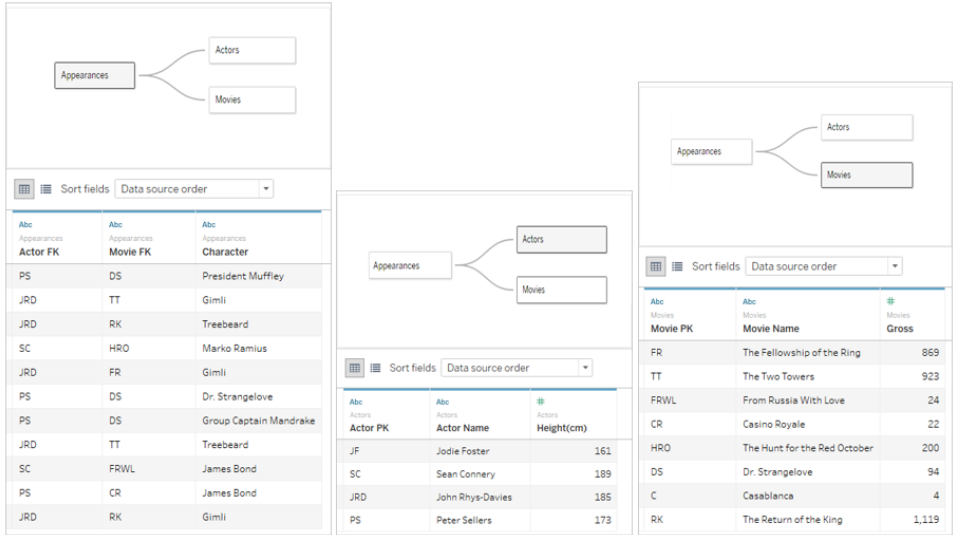 Actors
Appearances
Movies
Sort fields Data source order
Abc Abc Abc
Appearances Appearances Appearances
Actor FK Movie FK Character
PS DS President Muffley
JRD TT Gimli
JRD RK Treebeard
SC HRO Marko Ramius
JRD FR Gimli
PS DS Dr. Strangelove
PS DS Group Captain Mandrake
JRD TT Treebeard
SC FRWL James Bond
PS CR James Bond
JRD RK Gimli
Actors
Appearances
Movies
Sort fields Data source order
Abc Abc #
Actors Actors Actors
Actor PK Actor Name Height(cm)
JF Jodie Foster 161
SC Sean Connery 189
JRD John Rhys-Davies 185
PS Peter Sellers 173
Actors
Appearances
Movies
Sort fields Data source order
Abc Abc #
Movies Movies Movies
Movie PK Movie Name Gross
FR The Fellowship of the Ring 869
TT The Two Towers 923
FRWL From Russia With Love 24
CR Casino Royale 22
HRO The Hunt for the Red October 200
DS Dr. Strangelove 94
C Casablanca 4
RK The Return of the King 1,119